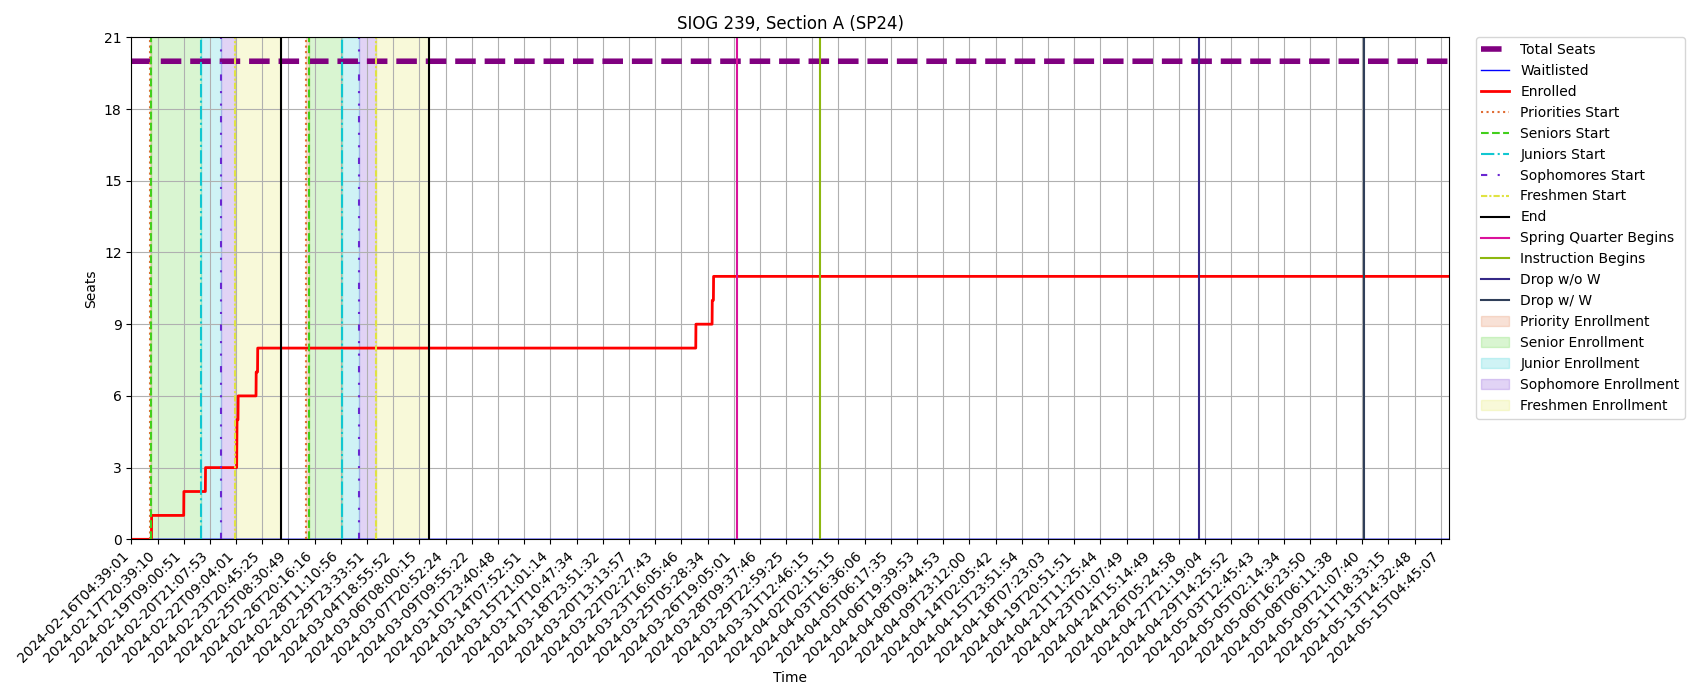 SIOG 239, Section A (SP24)
Seats
21
18
15
12
9
6
3
0
2024-02-16T04:39:01
2024-02-17T20:39:10
2024-02-19T09:00:51
2024-02-20T21:07:53
2024-02-22T09:04:01
2024-02-23T20:45:25
2024-02-25T08:30:49
2024-02-26T20:16:16
2024-02-28T11:10:56
2024-02-29T23:33:51
2024-03-04T18:55:52
2024-03-06T08:00:15
2024-03-07T20:52:24
2024-03-09T09:55:22
2024-03-10T23:40:48
2024-03-14T07:52:51
2024-03-15T21:01:14
2024-03-17T10:47:34
2024-03-18T23:51:32
2024-03-20T13:13:57
2024-03-22T02:27:43
2024-03-23T16:05:46
2024-03-25T05:28:34
2024-03-26T19:05:01
2024-03-28T09:37:46
2024-03-29T22:59:25
2024-03-31T12:46:15
2024-04-02T02:15:15
2024-04-03T16:36:06
2024-04-05T06:17:35
2024-04-06T19:39:53
2024-04-08T09:44:53
2024-04-09T23:12:00
2024-04-14T02:05:42
2024-04-15T23:51:54
2024-04-18T07:23:03
2024-04-19T20:51:51
2024-04-21T11:25:44
2024-04-23T01:07:49
2024-04-24T15:14:49
2024-04-26T05:24:58
2024-04-27T21:19:04
2024-04-29T14:25:52
2024-05-03T12:45:43
2024-05-05T02:14:34
2024-05-06T16:23:50
2024-05-08T06:11:38
2024-05-09T21:07:40
2024-05-11T18:33:15
2024-05-13T14:32:48
2024-05-15T04:45:07
Time
Total Seats
Waitlisted
Enrolled
Priorities Start
Seniors Start
Juniors Start
Sophomores Start
Freshmen Start
End
Spring Quarter Begins
Instruction Begins
Drop w/o W
Drop w/ W
Priority Enrollment
Senior Enrollment
Junior Enrollment
Sophomore Enrollment
Freshmen Enrollment